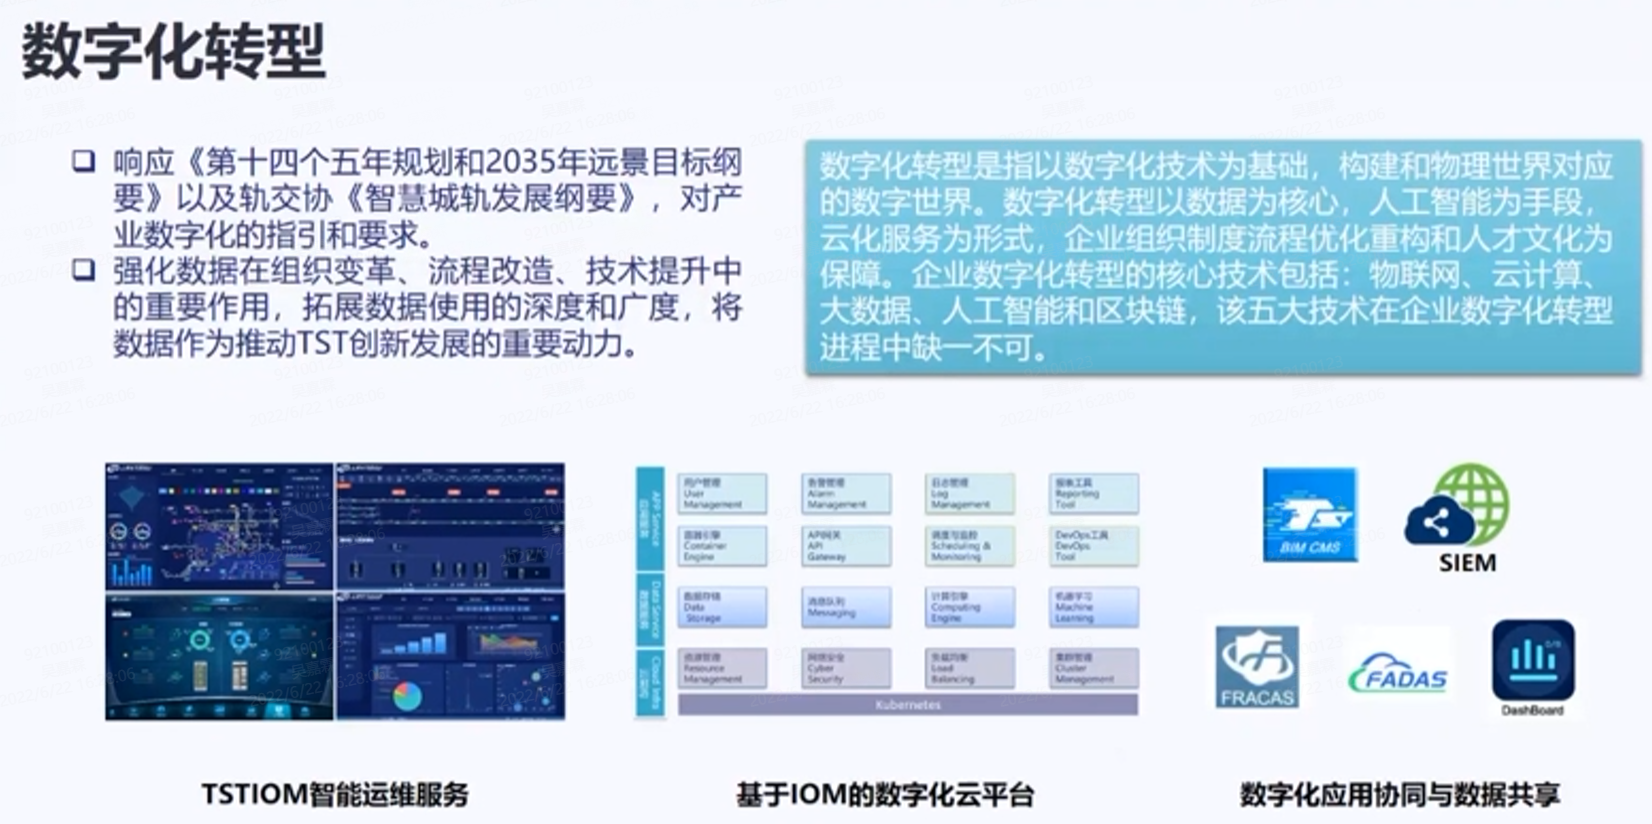 数字化转型
响应《第十四个五年规划和2035年远景目标纲
要》以及轨交协《智慧城轨发展纲要》，对产
业数字化的指引和要求。
强化数据在组织变革、流程改造、技术提升中
的重要作用，拓展数据使用的深度和广度，将
数据作为推动TST创新发展的重要动力。
数字化转型是指以数字化技术为基础，构建和物理世界对应
的数字世界。数字化转型以数据为核心，人工智能为手段，
云化服务为形式，企业组织制度流程优化重构和人才文化为
保障。企业数字化转型的核心技术包括：物联网、云计算、
大数据、人工智能和区块链，该五大技术在企业数字化转型
进程中缺一不可。
APP Service
Data Service
Cloud Infra
用户管理
User
Management
告警管理
Alarm
Management
日志管理
Log
Management
报表工具
Reporting
Tool
容器引擎
Container
Engine
API网关
API
Gateway
调度与监控
Scheduling &
Monitoring
DevOps工具
DevOps
Tool
数据存储
Data
Storage
消息队列
Messaging
计算引擎
Computing
Engine
机器学习
Machine
Learning
资源管理
Resource
Management
网络安全
Cyber
Security
负载均衡
Load
Balancing
集群管理
Cluster
Management
Kubernetes
BIM CMS
SIEM
FRACAS
FADAS
DashBoard
TSTIOM智能运维服务
基于IOM的数字化云平台
数字化应用协同与数据共享
92100123
2022/6/22 16:28:06